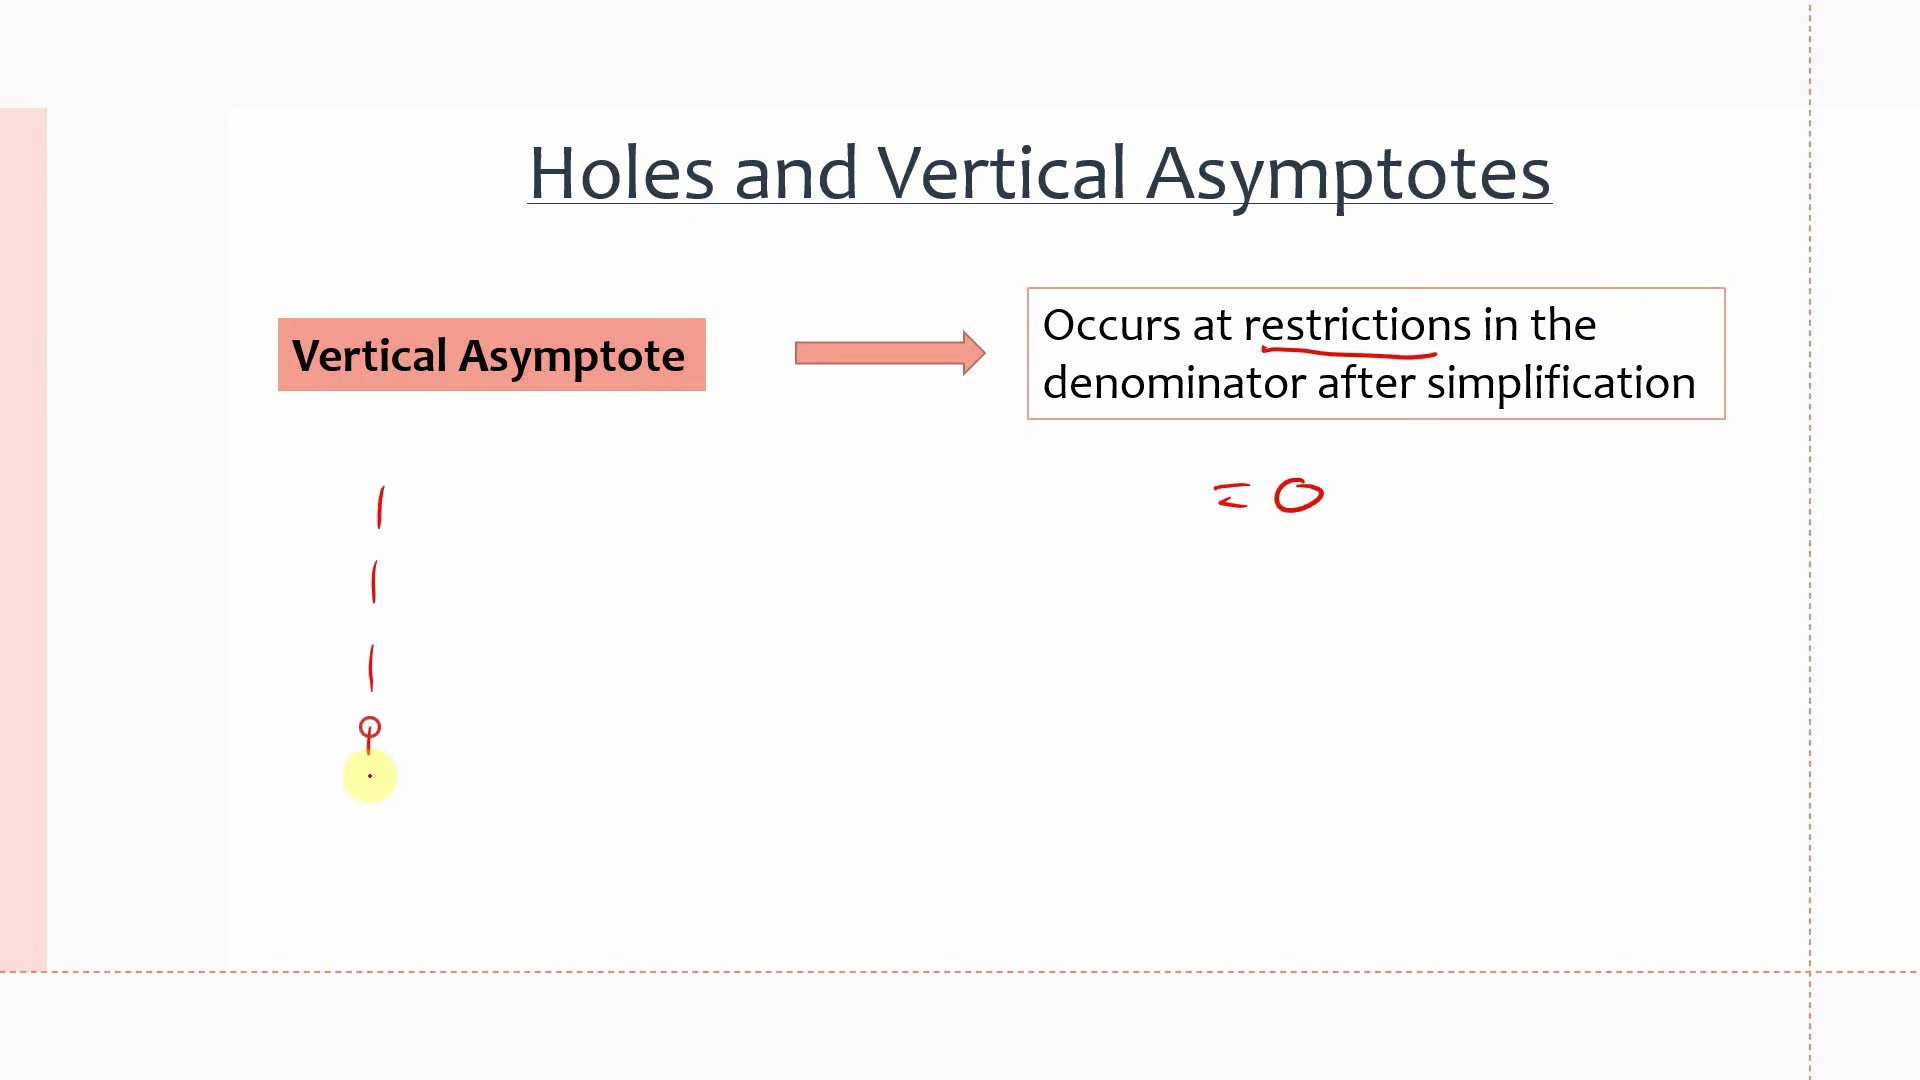 Holes and Vertical Asymptotes
Vertical Asymptote
Occurs at restrictions in the
denominator after simplification
= 0